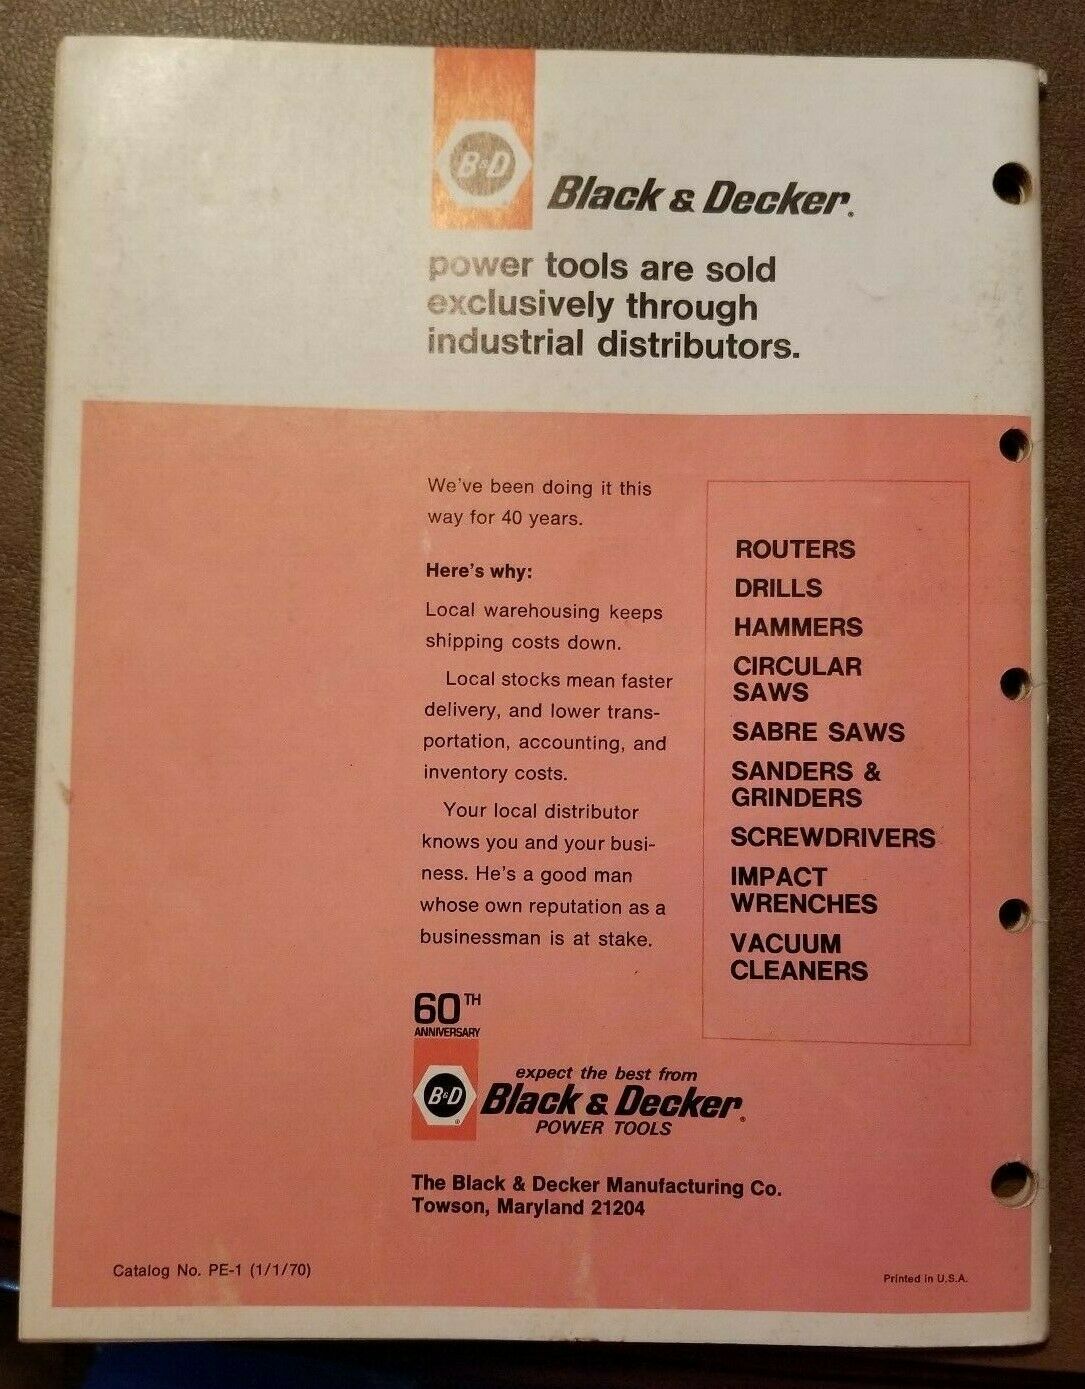 B&D
Black & Decker®
power tools are sold
exclusively through
industrial distributors.
We've been doing it this
way for 40 years.
Here's why:
Local warehousing keeps
shipping costs down.
Local stocks mean faster
delivery, and lower trans-
portation, accounting, and
inventory costs.
Your local distributor
knows you and your busi-
ness. He's a good man
whose own reputation as a
businessman is at stake.
ROUTERS
DRILLS
HAMMERS
CIRCULAR
SAWS
SABRE SAWS
SANDERS &
GRINDERS
SCREWDRIVERS
IMPACT
WRENCHES
VACUUM
CLEANERS
60TH
ANNIVERSARY
B&D®
expect the best from
Black & Decker®
POWER TOOLS
The Black & Decker Manufacturing Co.
Towson, Maryland 21204
Catalog No. PE-1 (1/1/70)
Printed in U.S.A.